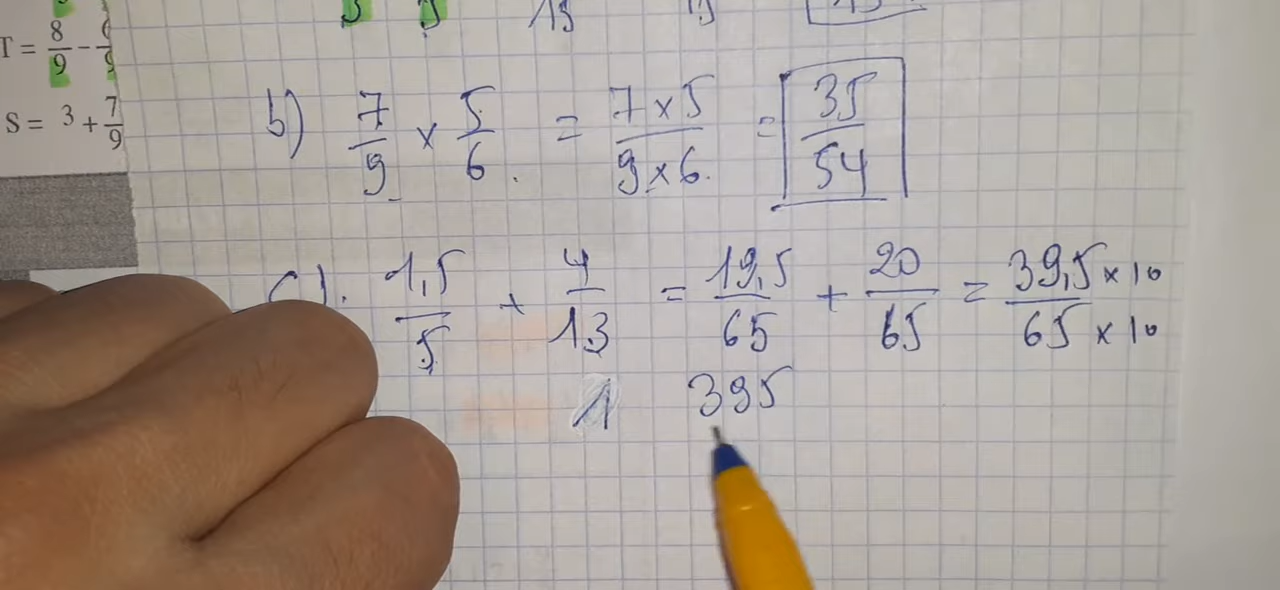 T = 8/9 -
S = 3 + 7/9
b) 7/9 × 5/6 = 7 × 5 / 9 × 6 = 35/54
c) 1,5/5 + 4/13 = 19,5/65 + 20/65 = 39,5 × 10 / 65 × 10
395